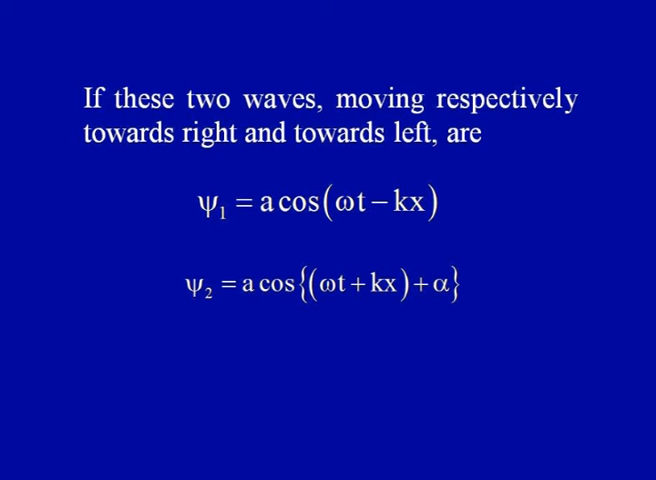 If these two waves, moving respectively
towards right and towards left, are
ψ₁ = a cos(ωt − kx)
ψ₂ = a cos{(ωt + kx) + α}